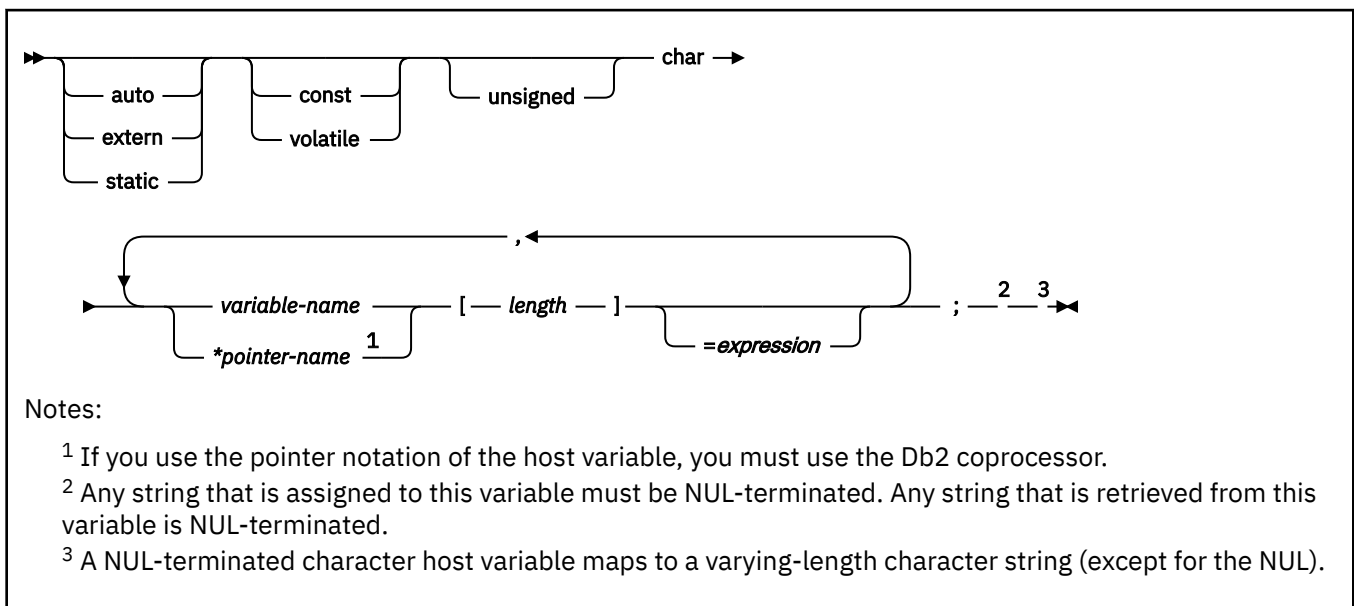 char
auto
const
unsigned
extern
volatile
static
,
variable-name [ length ] ; 2 3
*pointer-name 1
=expression
Notes:
1 If you use the pointer notation of the host variable, you must use the Db2 coprocessor.
2 Any string that is assigned to this variable must be NUL-terminated. Any string that is retrieved from this
variable is NUL-terminated.
3 A NUL-terminated character host variable maps to a varying-length character string (except for the NUL).